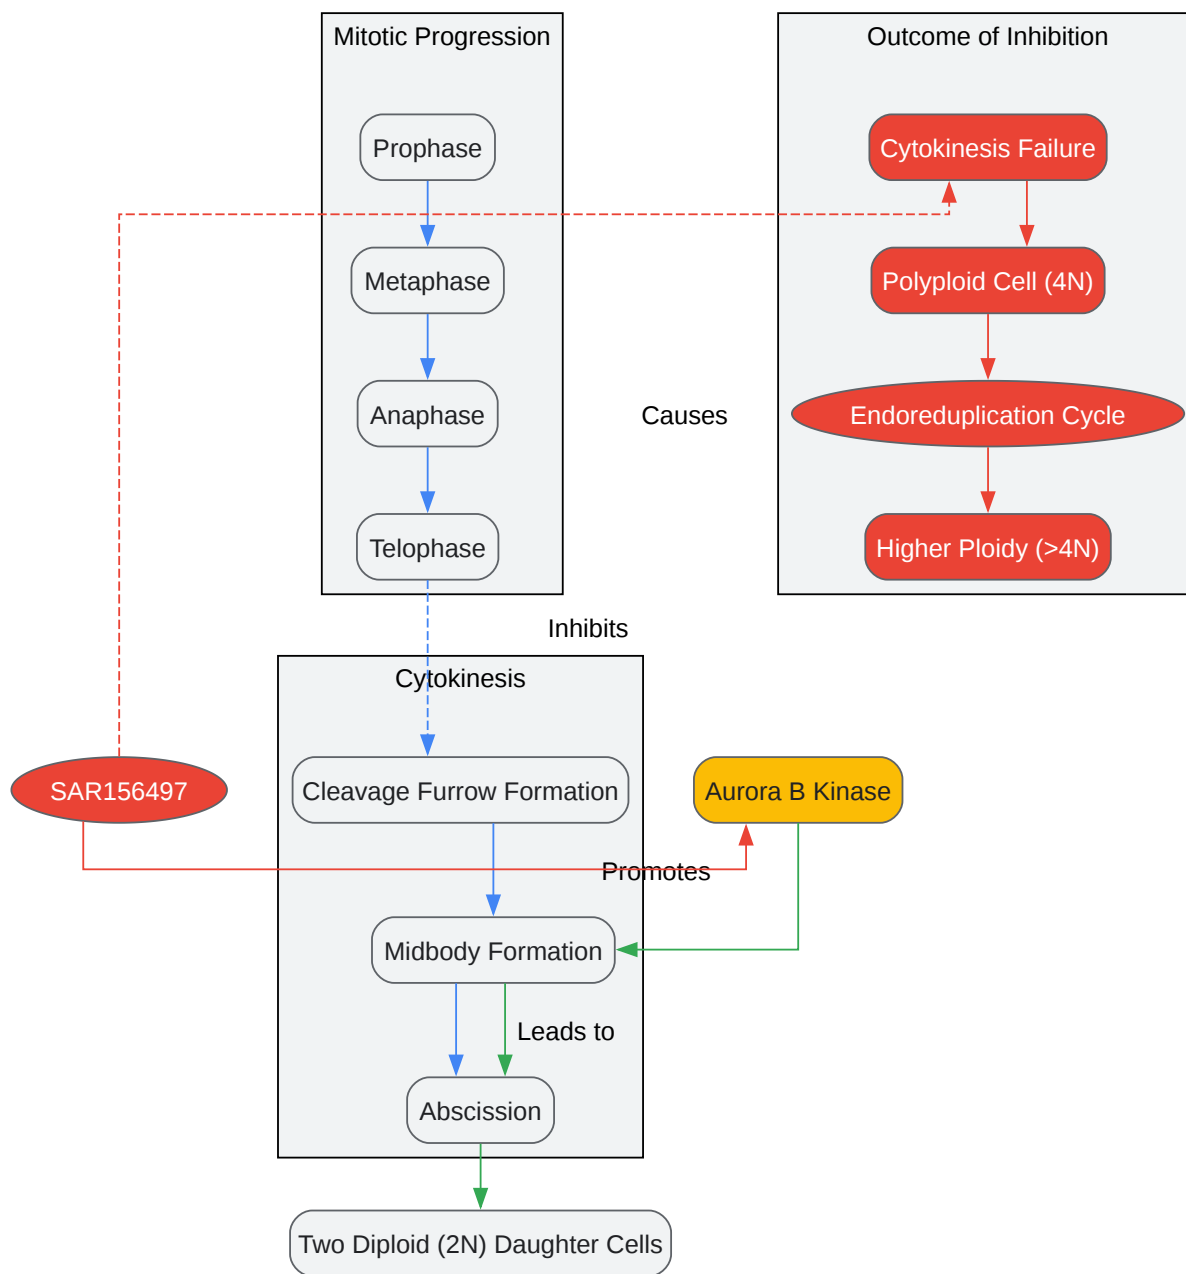 Mitotic Progression
Outcome of Inhibition
Prophase
Cytokinesis Failure
Metaphase
Polyploid Cell (4N)
Anaphase
Causes
Endoreduplication Cycle
Telophase
Higher Ploidy (>4N)
Inhibits
Cytokinesis
SAR156497
Cleavage Furrow Formation
Aurora B Kinase
Promotes
Midbody Formation
Leads to
Abscission
Two Diploid (2N) Daughter Cells